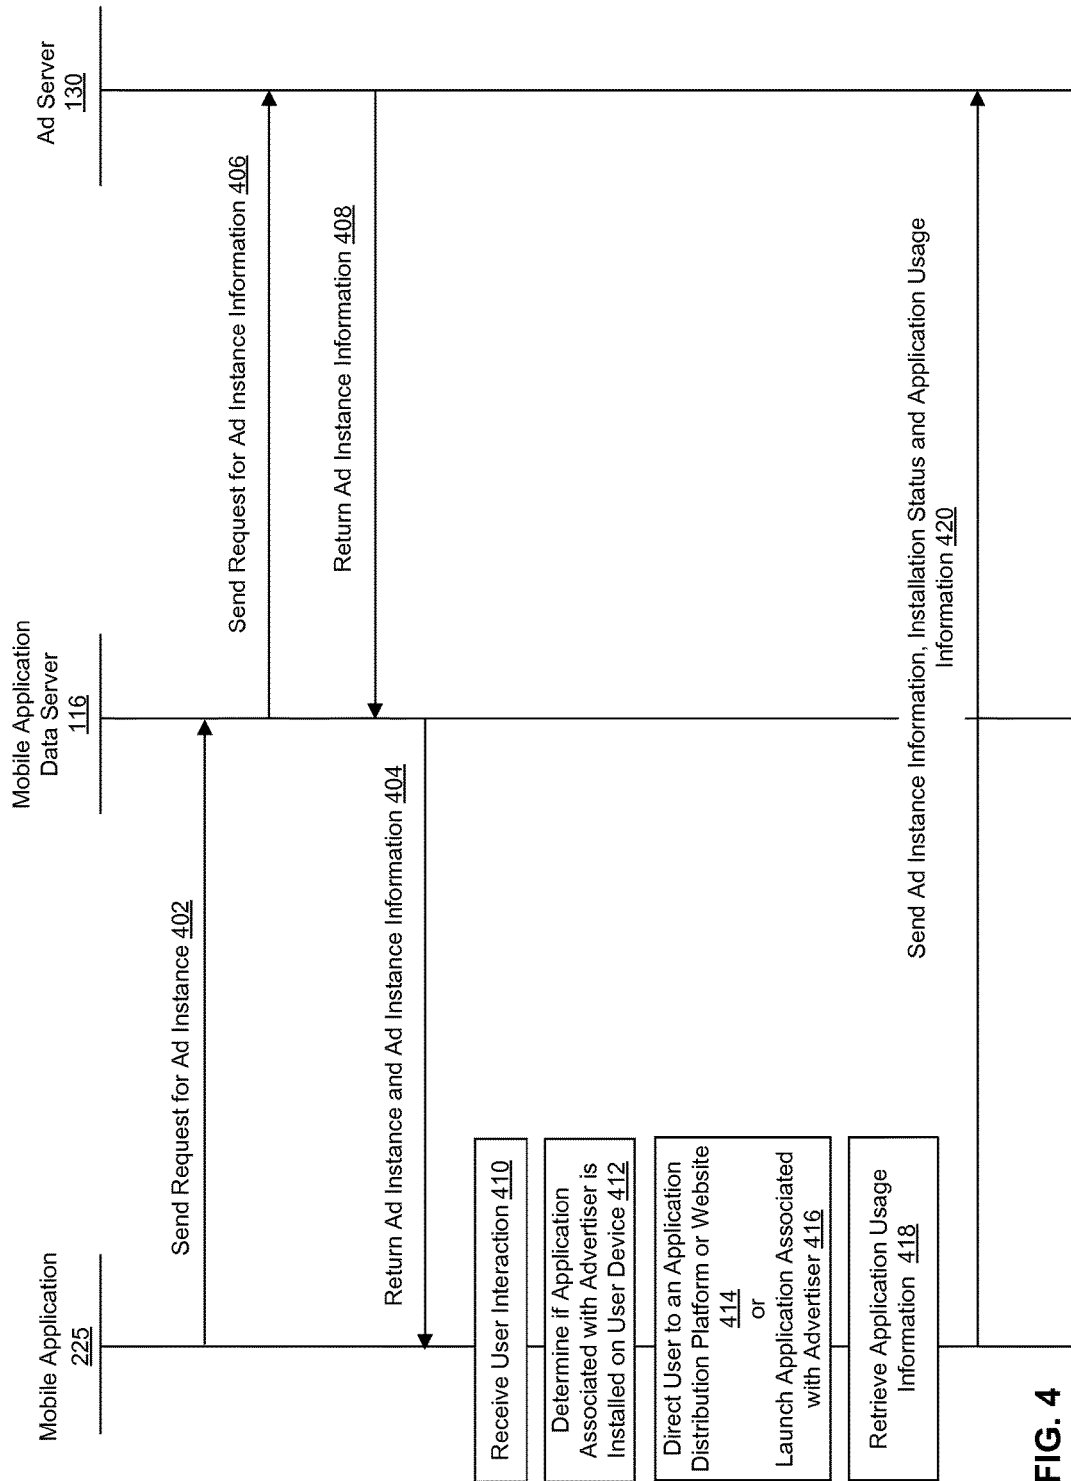 Mobile Application
225
Mobile Application
Data Server
116
Ad Server
130
Send Request for Ad Instance 402
Send Request for Ad Instance Information 406
Return Ad Instance Information 408
Return Ad Instance and Ad Instance Information 404
Receive User Interaction 410
Determine if Application
Associated with Advertiser is
Installed on User Device 412
Direct User to an Application
Distribution Platform or Website
414
or
Launch Application Associated
with Advertiser 416
Retrieve Application Usage
Information 418
Send Ad Instance Information, Installation Status and Application Usage
Information 420
FIG. 4